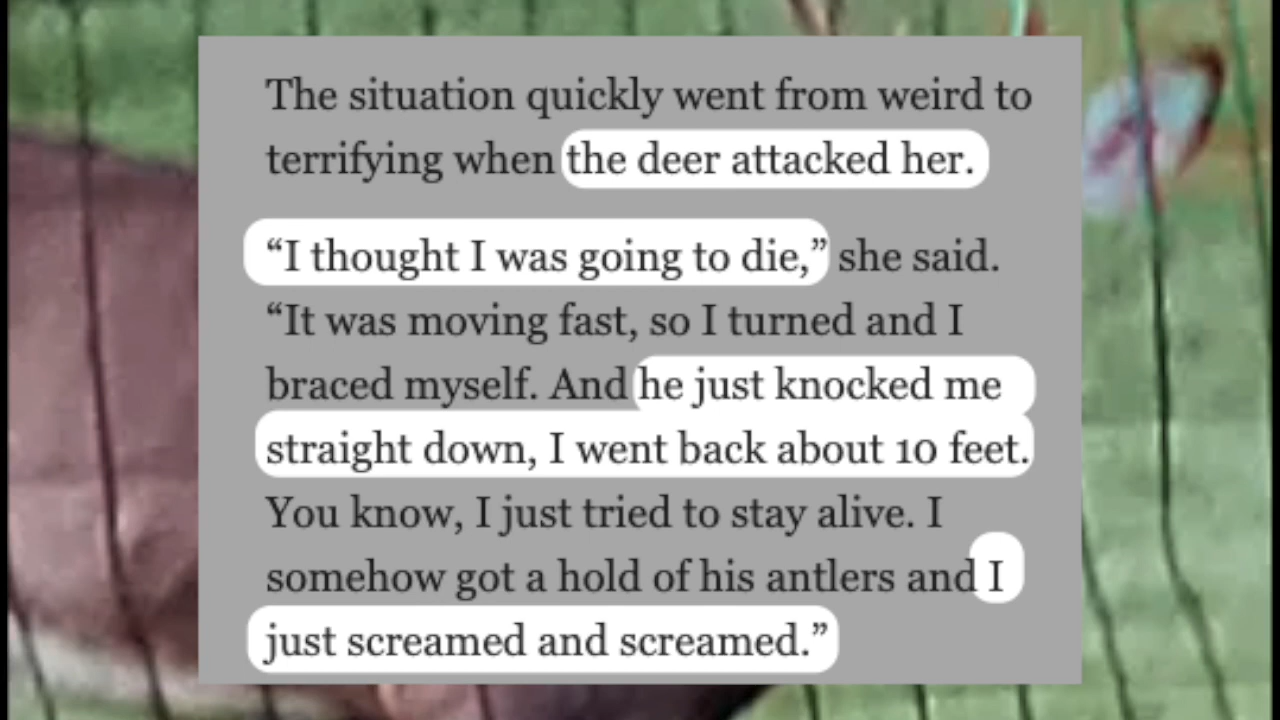 The situation quickly went from weird to
terrifying when the deer attacked her.
“I thought I was going to die,” she said.
“It was moving fast, so I turned and I
braced myself. And he just knocked me
straight down, I went back about 10 feet.
You know, I just tried to stay alive. I
somehow got a hold of his antlers and I
just screamed and screamed.”